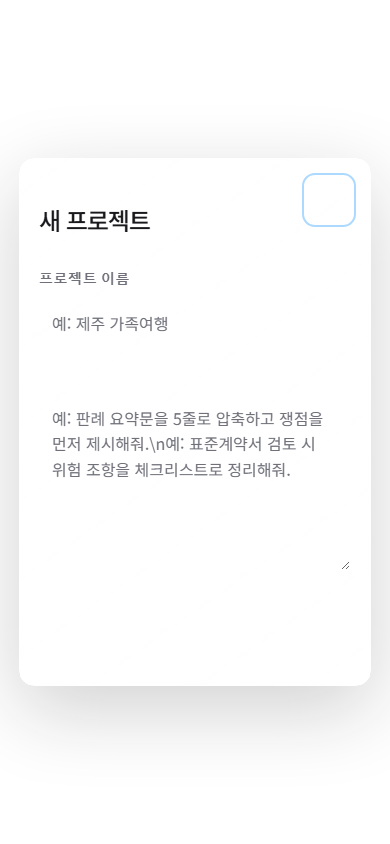 새 프로젝트
프로젝트 이름
예: 제주 가족여행
예: 판례 요약문을 5줄로 압축하고 쟁점을
먼저 제시해줘.\n예: 표준계약서 검토 시
위험 조항을 체크리스트로 정리해줘.